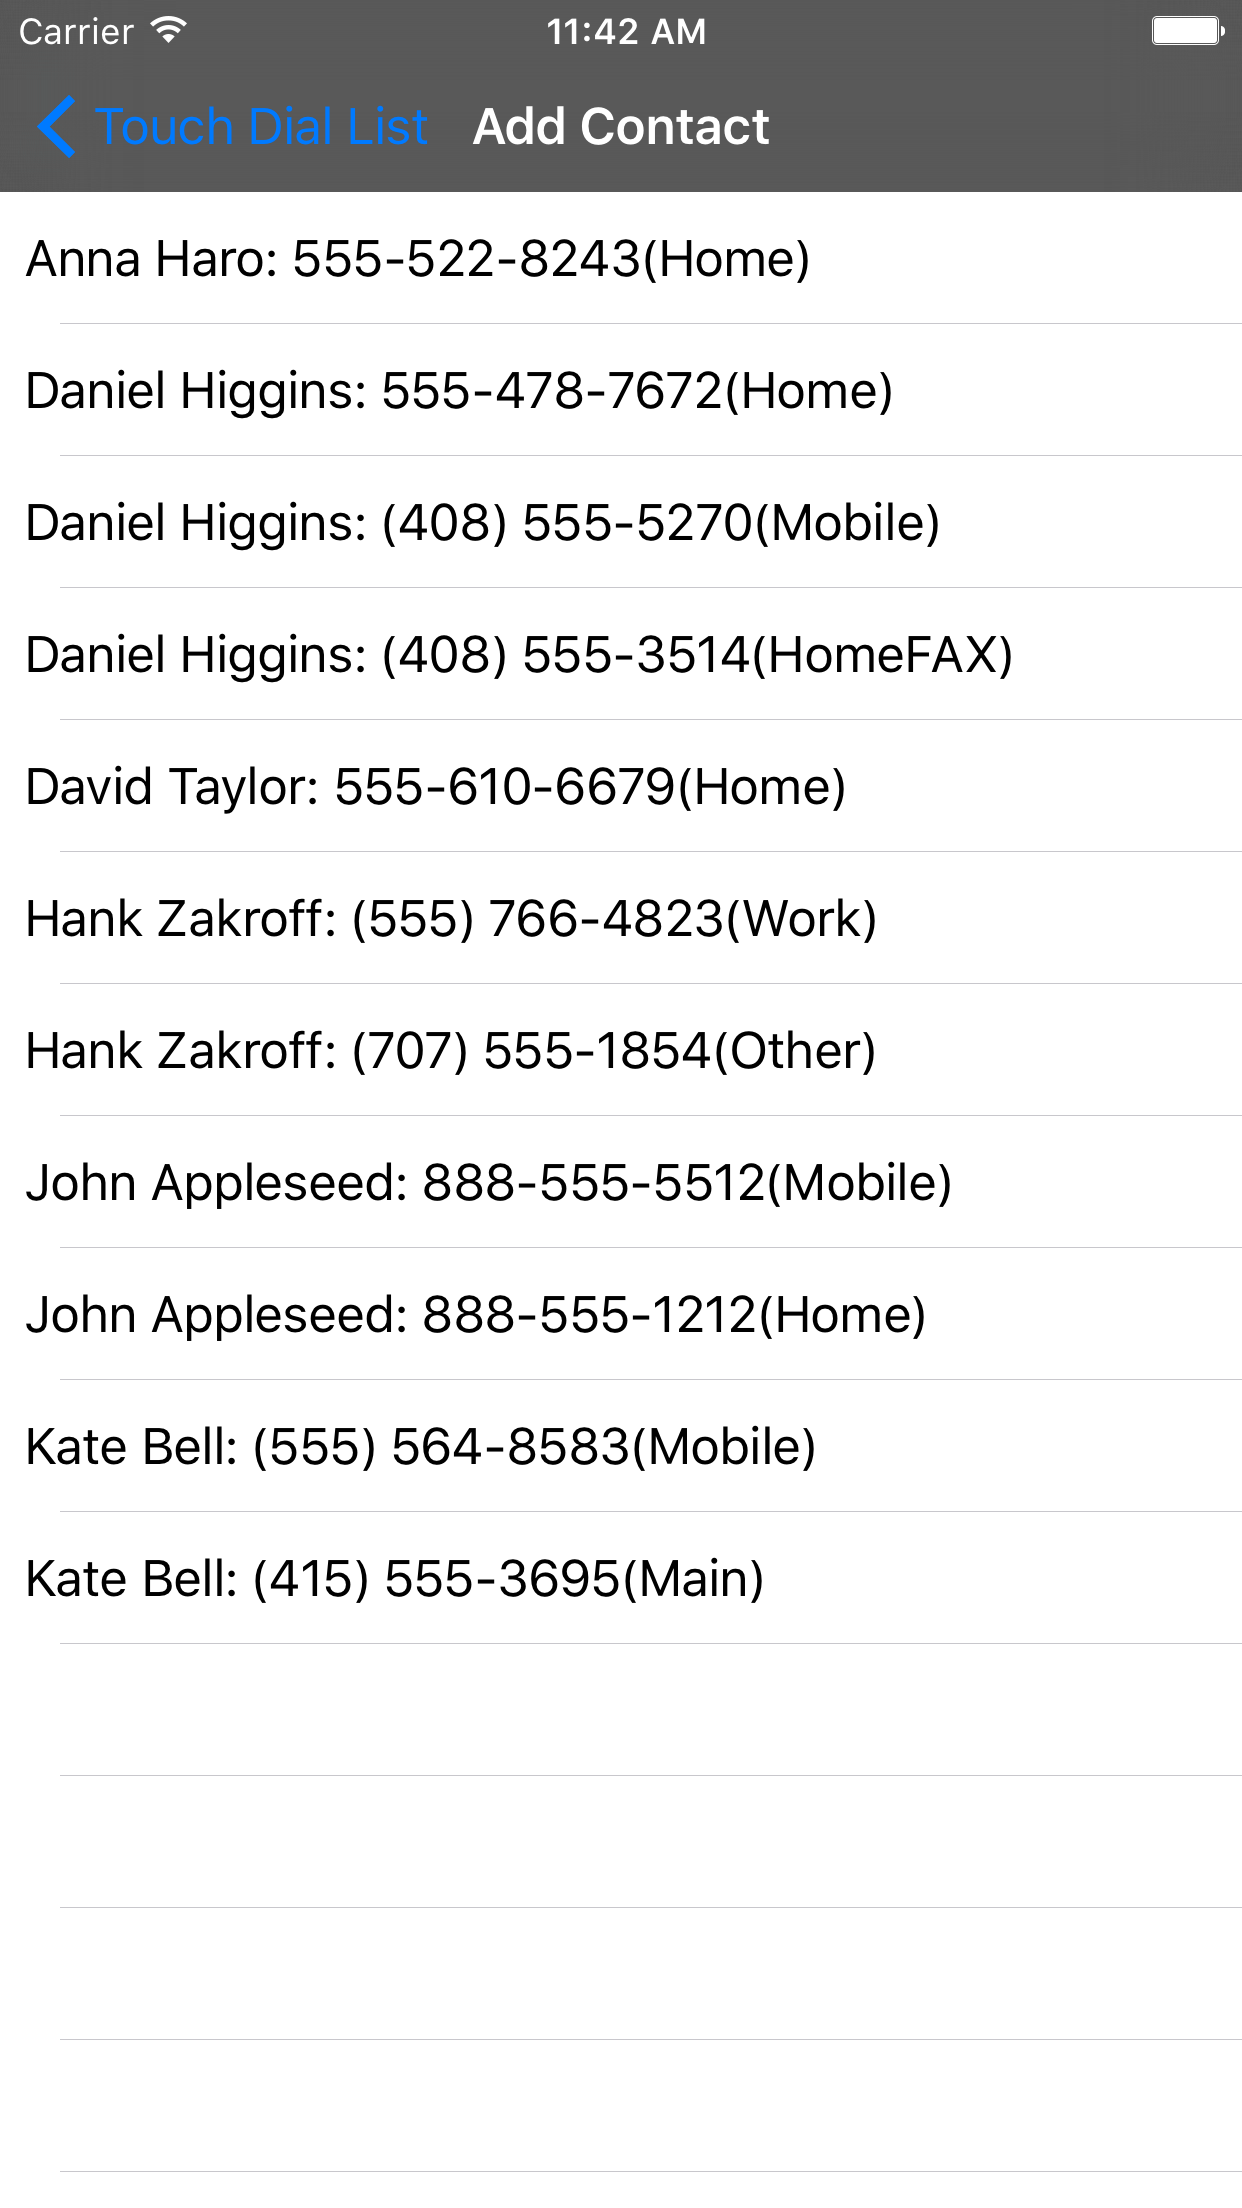 Carrier 11:42 AM
Touch Dial List Add Contact
Anna Haro: 555-522-8243(Home)
Daniel Higgins: 555-478-7672(Home)
Daniel Higgins: (408) 555-5270(Mobile)
Daniel Higgins: (408) 555-3514(HomeFAX)
David Taylor: 555-610-6679(Home)
Hank Zakroff: (555) 766-4823(Work)
Hank Zakroff: (707) 555-1854(Other)
John Appleseed: 888-555-5512(Mobile)
John Appleseed: 888-555-1212(Home)
Kate Bell: (555) 564-8583(Mobile)
Kate Bell: (415) 555-3695(Main)